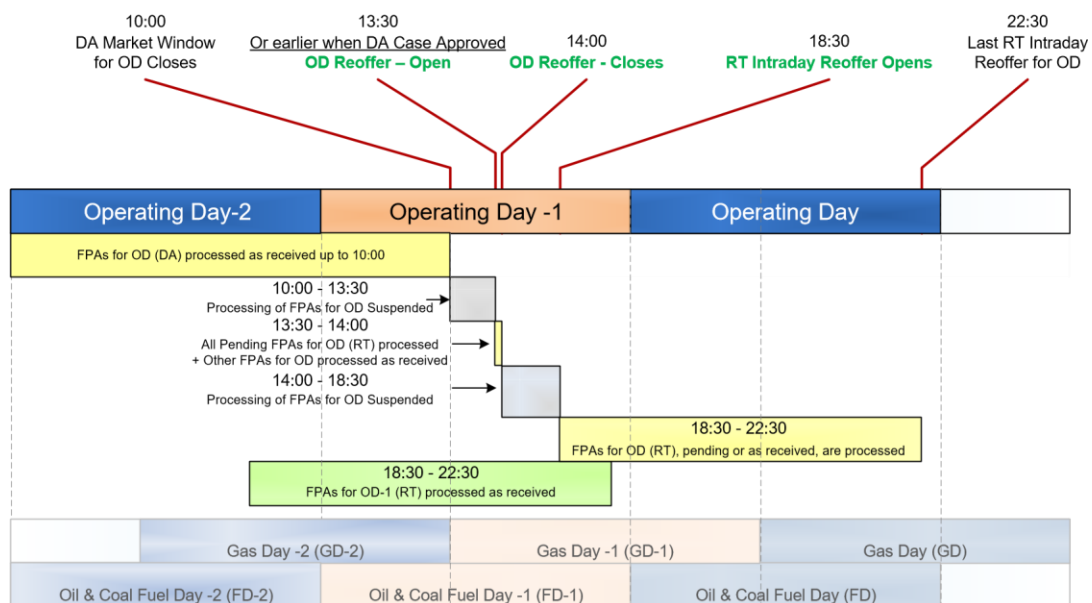 10:00
DA Market Window
for OD Closes
13:30
Or earlier when DA Case Approved
OD Reoffer – Open
14:00
OD Reoffer - Closes
18:30
RT Intraday Reoffer Opens
22:30
Last RT Intraday
Reoffer for OD
Operating Day-2
Operating Day -1
Operating Day
FPAs for OD (DA) processed as received up to 10:00
10:00 - 13:30
Processing of FPAs for OD Suspended
13:30 - 14:00
All Pending FPAs for OD (RT) processed
+ Other FPAs for OD processed as received
14:00 - 18:30
Processing of FPAs for OD Suspended
18:30 - 22:30
FPAs for OD (RT), pending or as received, are processed
18:30 - 22:30
FPAs for OD-1 (RT) processed as received
Gas Day -2 (GD-2)
Gas Day -1 (GD-1)
Gas Day (GD)
Oil & Coal Fuel Day -2 (FD-2)
Oil & Coal Fuel Day -1 (FD-1)
Oil & Coal Fuel Day (FD)